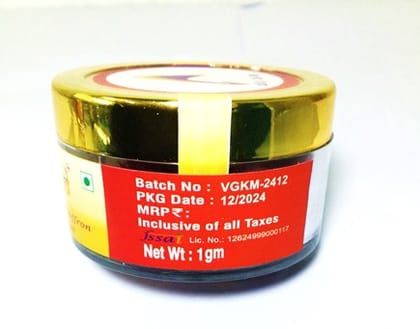 Batch No : VGKM-2412
PKG Date : 12/2024
MRP ₹ :
Inclusive of all Taxes
fssai Lic. No.: 12624999000117
Net Wt : 1gm